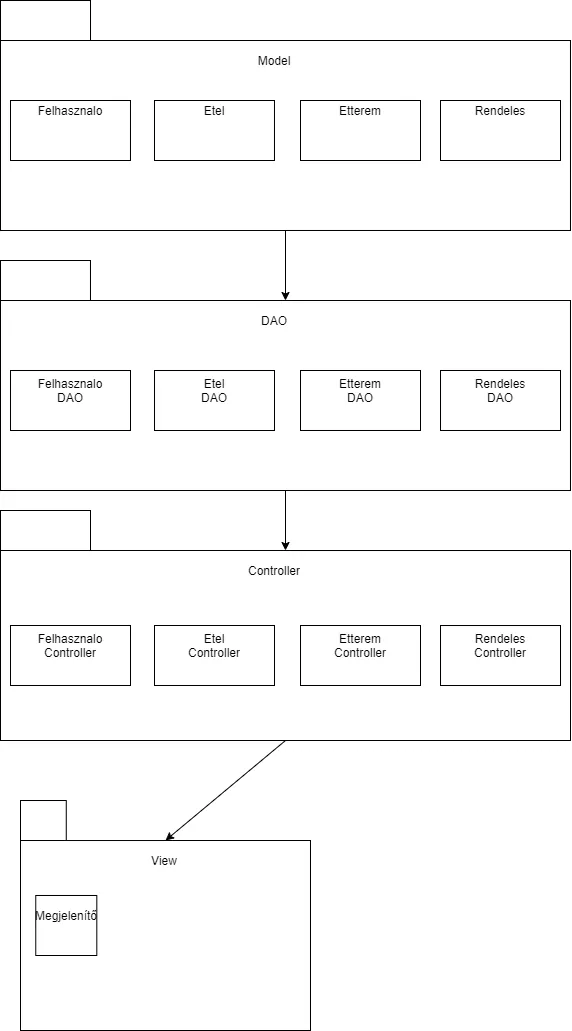 Model
Felhasznalo
Etel
Etterem
Rendeles
DAO
Felhasznalo
DAO
Etel
DAO
Etterem
DAO
Rendeles
DAO
Controller
Felhasznalo
Controller
Etel
Controller
Etterem
Controller
Rendeles
Controller
View
Megjelenítő